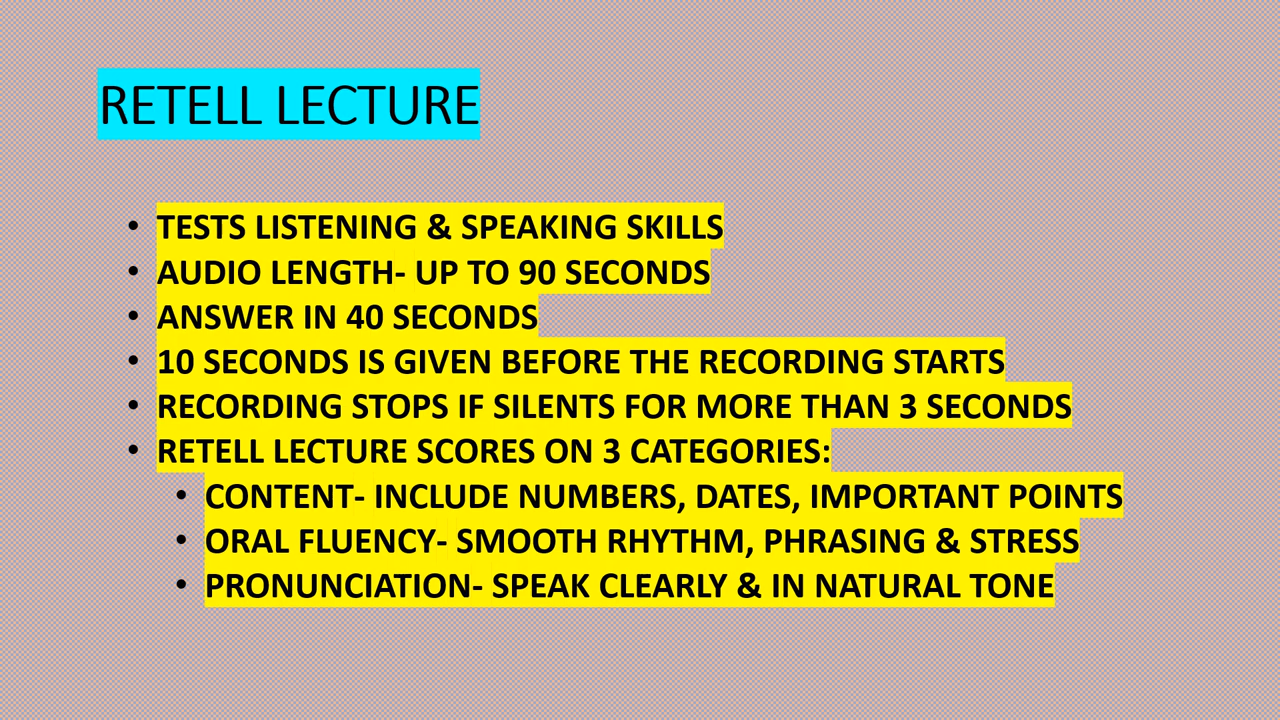 RETELL LECTURE
• TESTS LISTENING & SPEAKING SKILLS
• AUDIO LENGTH- UP TO 90 SECONDS
• ANSWER IN 40 SECONDS
• 10 SECONDS IS GIVEN BEFORE THE RECORDING STARTS
• RECORDING STOPS IF SILENTS FOR MORE THAN 3 SECONDS
• RETELL LECTURE SCORES ON 3 CATEGORIES:
• CONTENT- INCLUDE NUMBERS, DATES, IMPORTANT POINTS
• ORAL FLUENCY- SMOOTH RHYTHM, PHRASING & STRESS
• PRONUNCIATION- SPEAK CLEARLY & IN NATURAL TONE